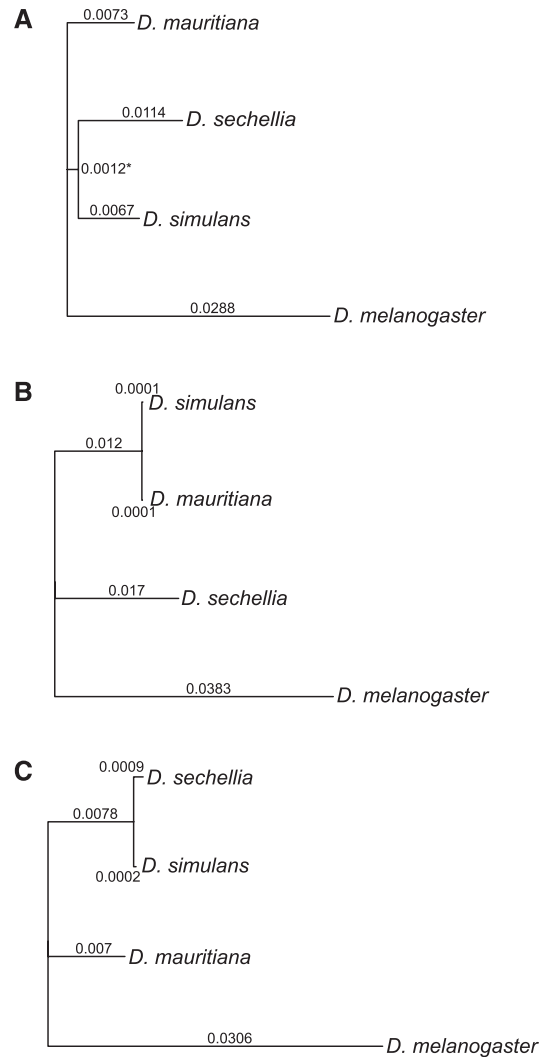 A
0.0073
D. mauritiana
0.0114
D. sechellia
0.0012*
0.0067
D. simulans
0.0288
D. melanogaster
B
0.0001
D. simulans
0.012
D. mauritiana
0.0001
0.017
D. sechellia
0.0383
D. melanogaster
C
0.0009
D. sechellia
0.0078
D. simulans
0.0002
0.007
D. mauritiana
0.0306
D. melanogaster